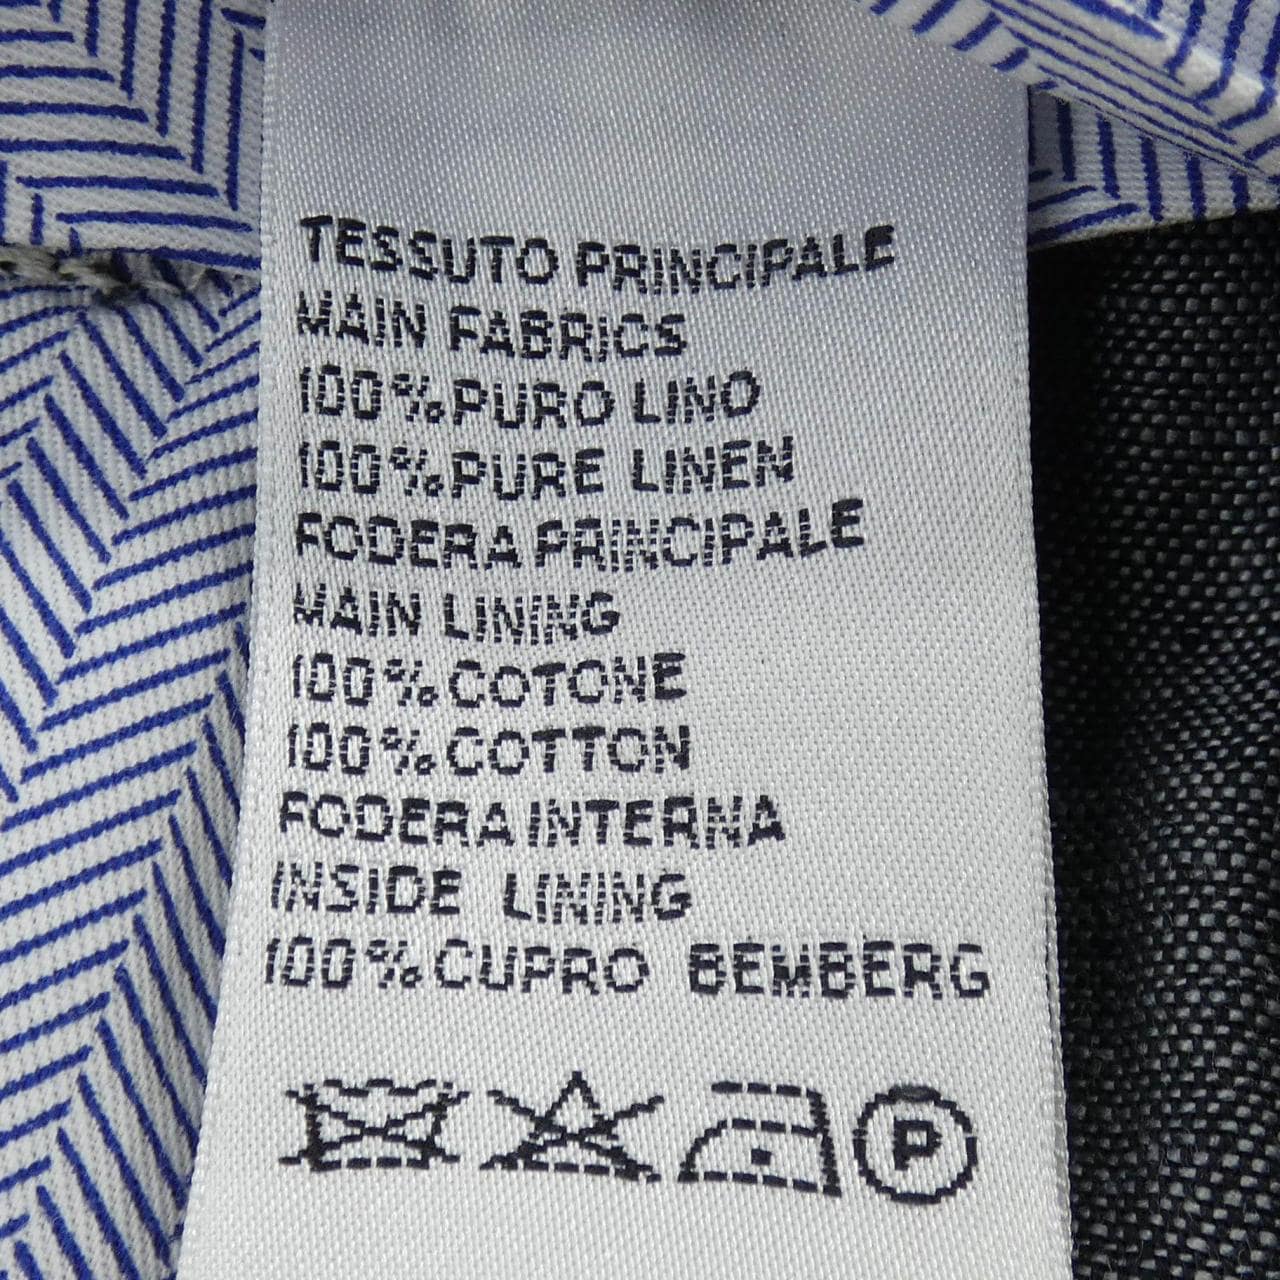 TESSUTO PRINCIPALE
MAIN FABRICS
100% PURO LINO
100% PURE LINEN
FODERA PRINCIPALE
MAIN LINING
100% COTONE
100% COTTON
FODERA INTERNA
INSIDE LINING
100% CUPRO BEMBERG
P